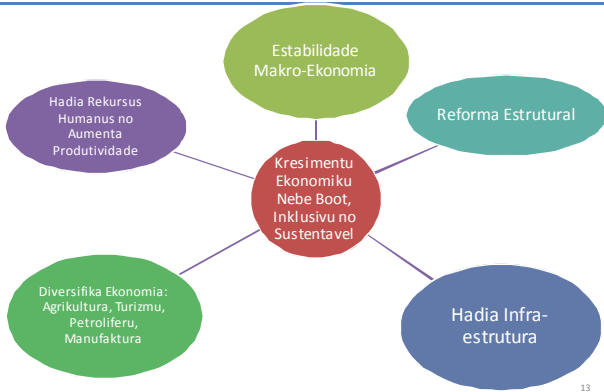 Estabilidade
Makro-Ekonomia
Hadia Rekursus
Humanus no
Aumenta
Produtividade
Reforma Estrutural
Kresimentu
Ekonomiku
Nebe Boot,
Inklusivu no
Sustentavel
Diversifika Ekonomia:
Agrikultura, Turizmu,
Petroliferu,
Manufaktura
Hadia Infra-
estrutura
13